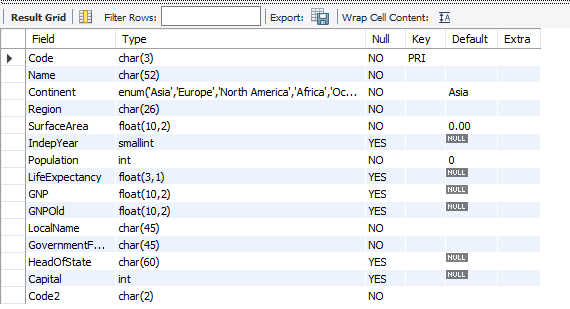 Result Grid Filter Rows: Export: Wrap Cell Content: IA
Field Type Null Key Default Extra
Code char(3) NO PRI
Name char(52) NO
Continent enum('Asia','Europe','North America','Africa','Oc... NO Asia
Region char(26) NO
SurfaceArea float(10,2) NO 0.00
IndepYear smallint YES NULL
Population int NO 0
LifeExpectancy float(3,1) YES NULL
GNP float(10,2) YES NULL
GNPOld float(10,2) YES NULL
LocalName char(45) NO
GovernmentF... char(45) NO
HeadOfState char(60) YES NULL
Capital int YES NULL
Code2 char(2) NO